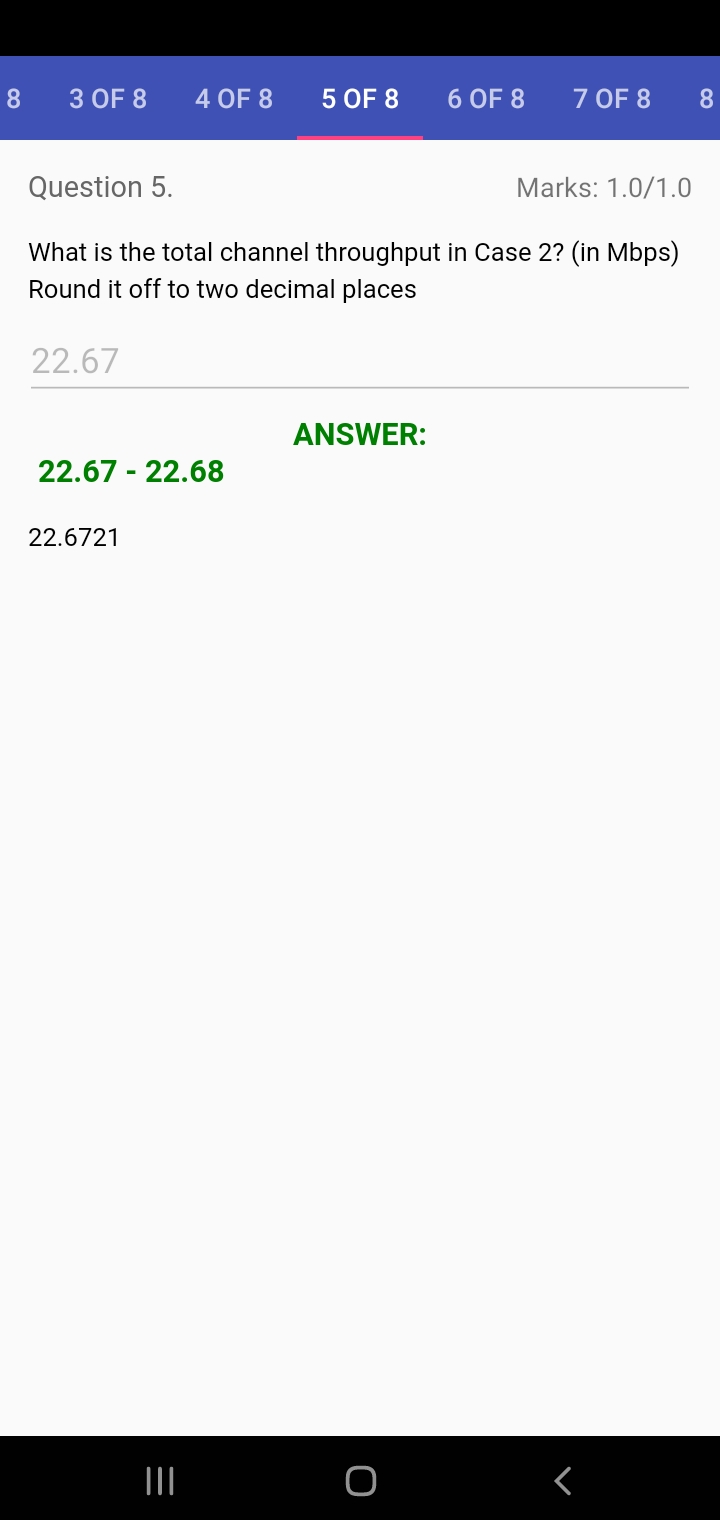 8 3 OF 8 4 OF 8 5 OF 8 6 OF 8 7 OF 8 8
Question 5. Marks: 1.0/1.0
What is the total channel throughput in Case 2? (in Mbps)
Round it off to two decimal places
22.67
ANSWER:
22.67 - 22.68
22.6721